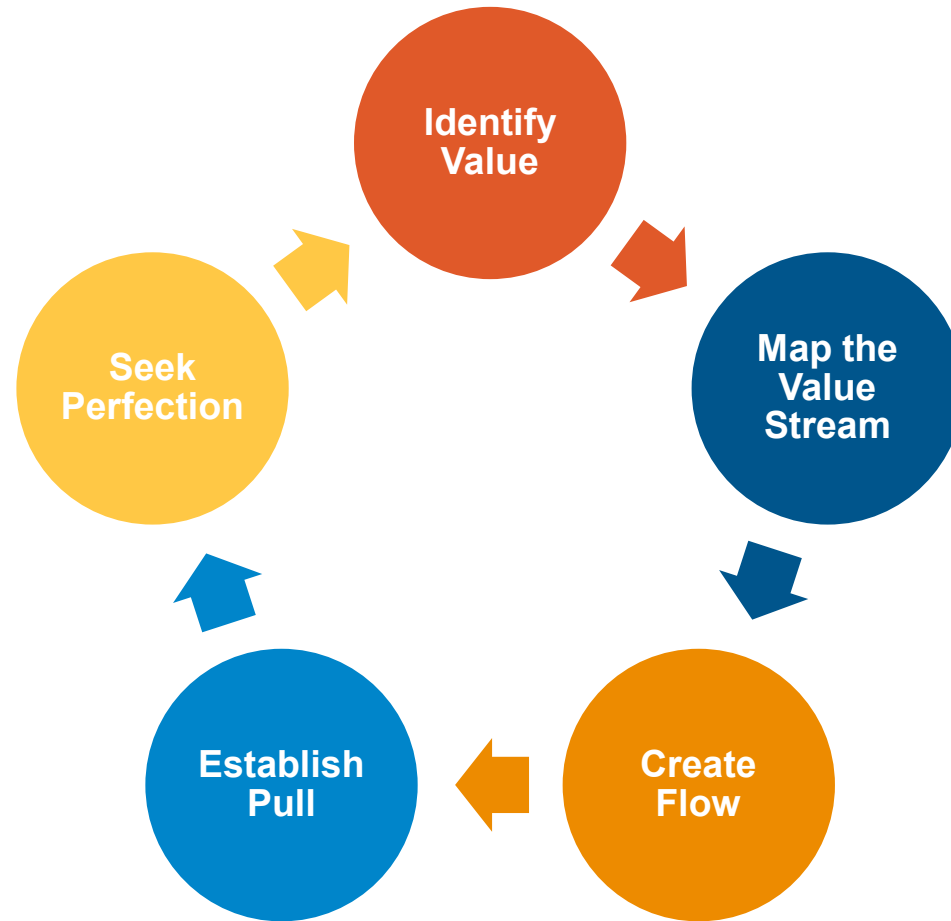 Identify
Value
Map the
Value
Stream
Create
Flow
Establish
Pull
Seek
Perfection